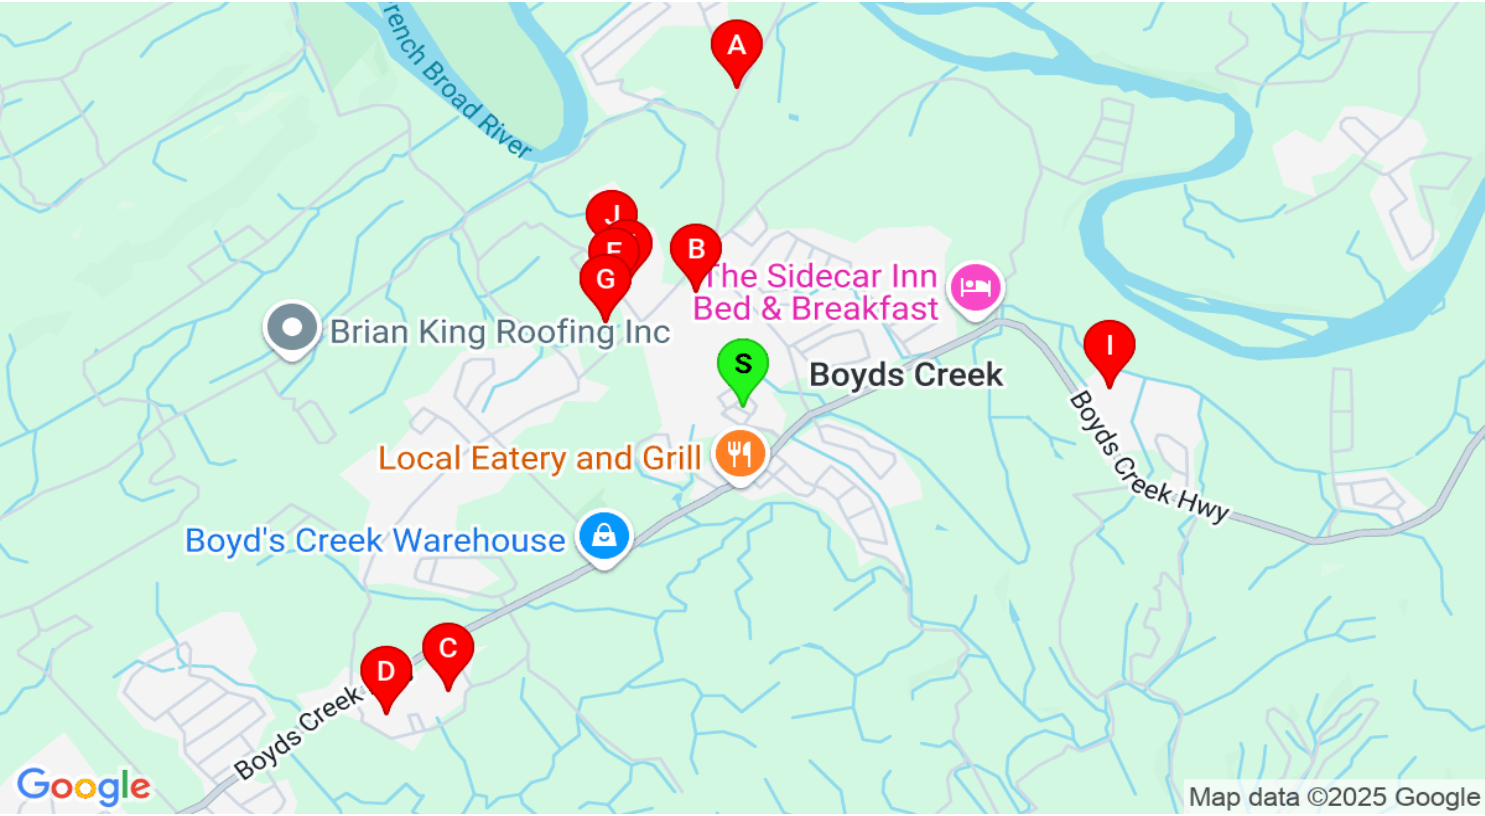 A
French Broad River
J
F
G
B
The Sidecar Inn
Bed & Breakfast
Brian King Roofing Inc
S
Boyds Creek
I
Local Eatery and Grill
Boyds Creek Hwy
Boyd's Creek Warehouse
C
D
Boyds Creek
Google
Map data ©2025 Google